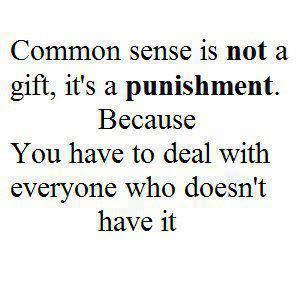 Common sense is not a
gift, it's a punishment.
Because
You have to deal with
everyone who doesn't
have it